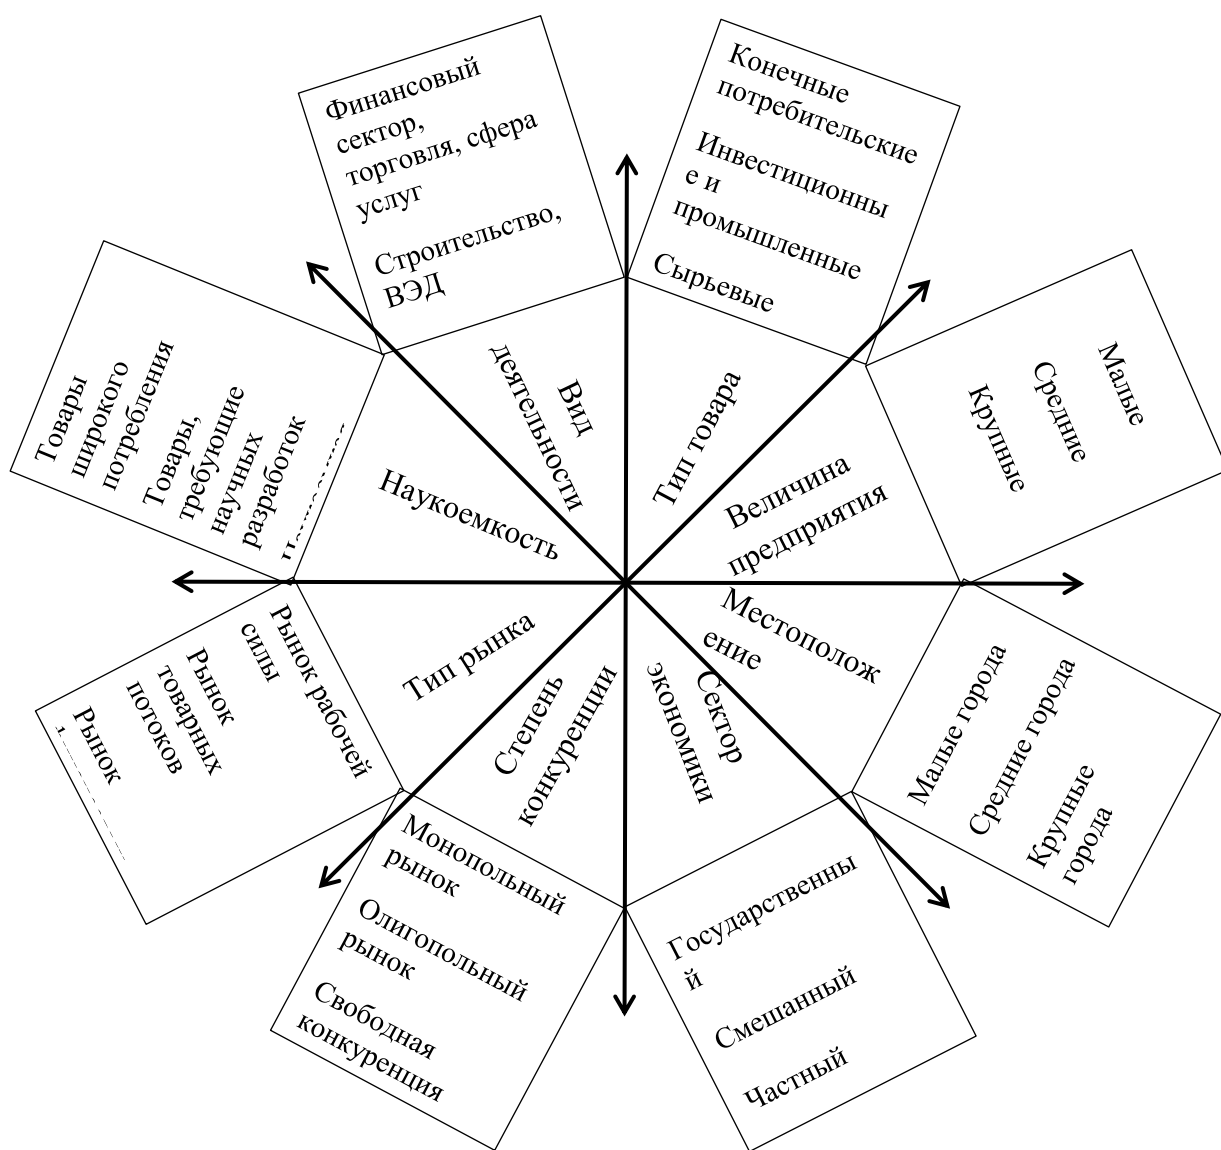 Финансовый
сектор,
торговля, сфера
услуг
Строительство,
ВЭД
Конечные
потребительские
Инвестиционны
е и
промышленные
Сырьевые
Малые
Средние
Крупные
Малые города
Средние города
Крупные
города
Государственны
й
Смешанный
Частный
Монопольный
рынок
Олигопольный
рынок
Свободная
конкуренция
Рынок рабочей
силы
Рынок
товарных
потоков
Рынок
Товары
широкого
потребления
Товары,
требующие
научных
разработок
Вид
деятельности
Тип товара
Величина
предприятия
Местополож
ение
Сектор
экономики
Степень
конкуренции
Тип рынка
Наукоемкость